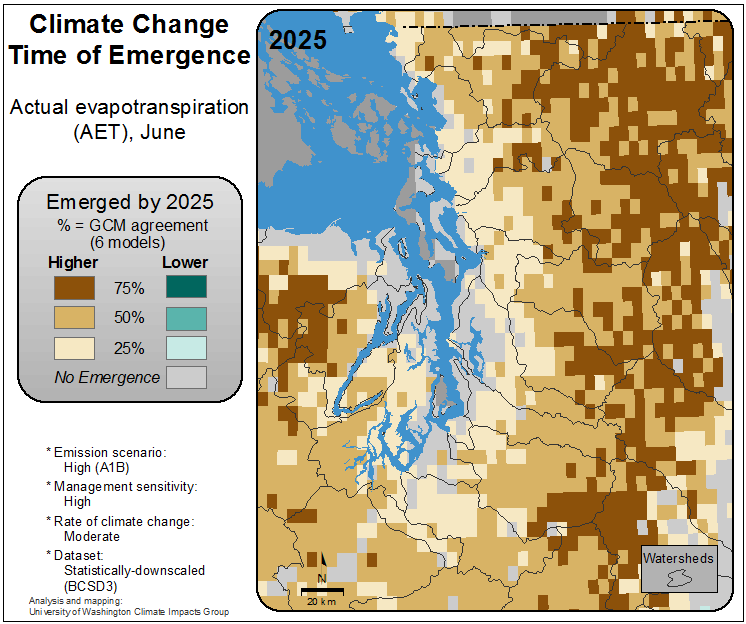 Climate Change
Time of Emergence
Actual evapotranspiration
(AET), June
Emerged by 2025
% = GCM agreement
(6 models)
Higher Lower
75%
50%
25%
No Emergence
* Emission scenario:
High (A1B)
* Management sensitivity:
High
* Rate of climate change:
Moderate
* Dataset:
Statistically-downscaled
(BCSD3)
Analysis and mapping:
University of Washington Climate Impacts Group
2025
N
20 km
Watersheds